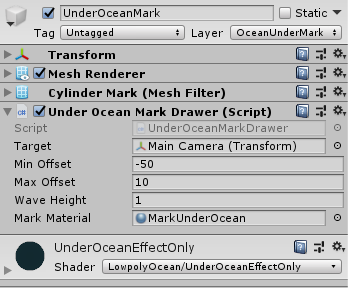 UnderOceanMark Static
Tag Untagged Layer OceanUnderMark
Transform
Mesh Renderer
Cylinder Mark (Mesh Filter)
Under Ocean Mark Drawer (Script)
Script UnderOceanMarkDrawer
Target Main Camera (Transform)
Min Offset -50
Max Offset 10
Wave Height 1
Mark Material MarkUnderOcean
UnderOceanEffectOnly
Shader LowpolyOcean/UnderOceanEffectOnly